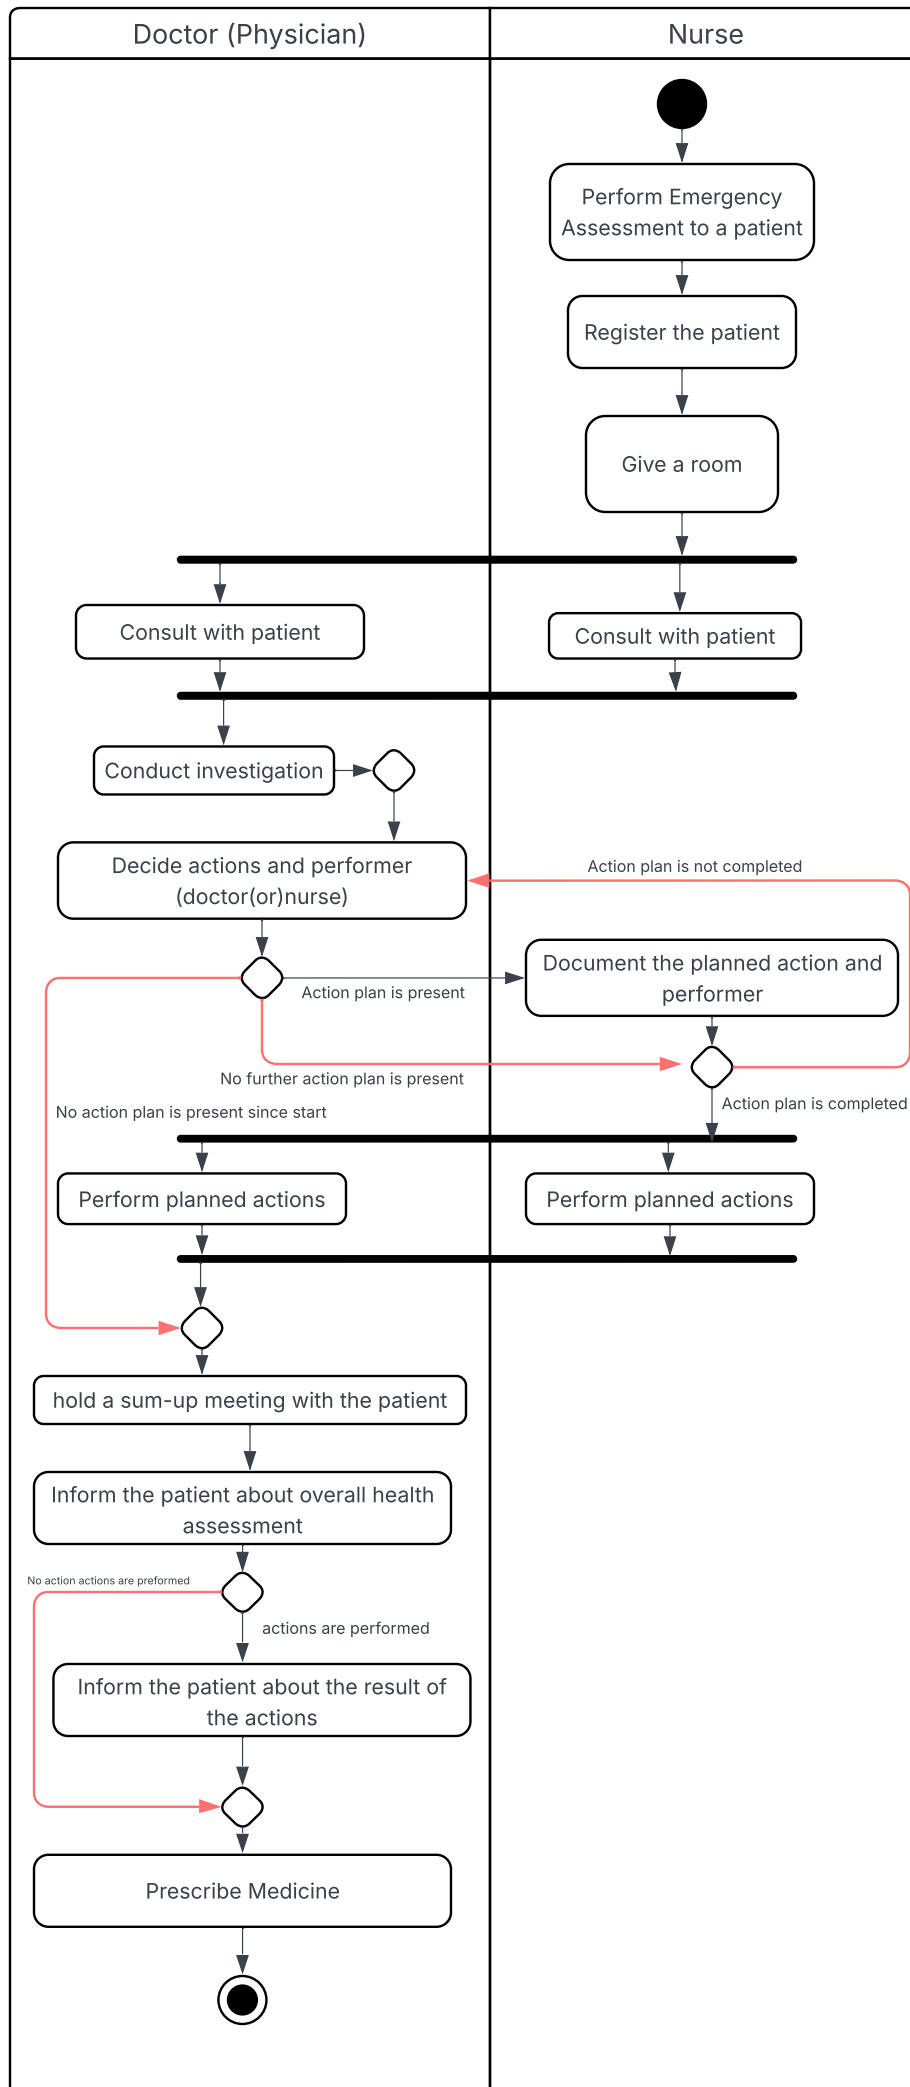 Doctor (Physician)
Nurse
Perform Emergency
Assessment to a patient
Register the patient
Give a room
Consult with patient
Consult with patient
Conduct investigation
Decide actions and performer
(doctor(or)nurse)
Action plan is not completed
Document the planned action and
performer
Action plan is present
No further action plan is present
Action plan is completed
No action plan is present since start
Perform planned actions
Perform planned actions
hold a sum-up meeting with the patient
Inform the patient about overall health
assessment
No action actions are preformed
actions are performed
Inform the patient about the result of
the actions
Prescribe Medicine